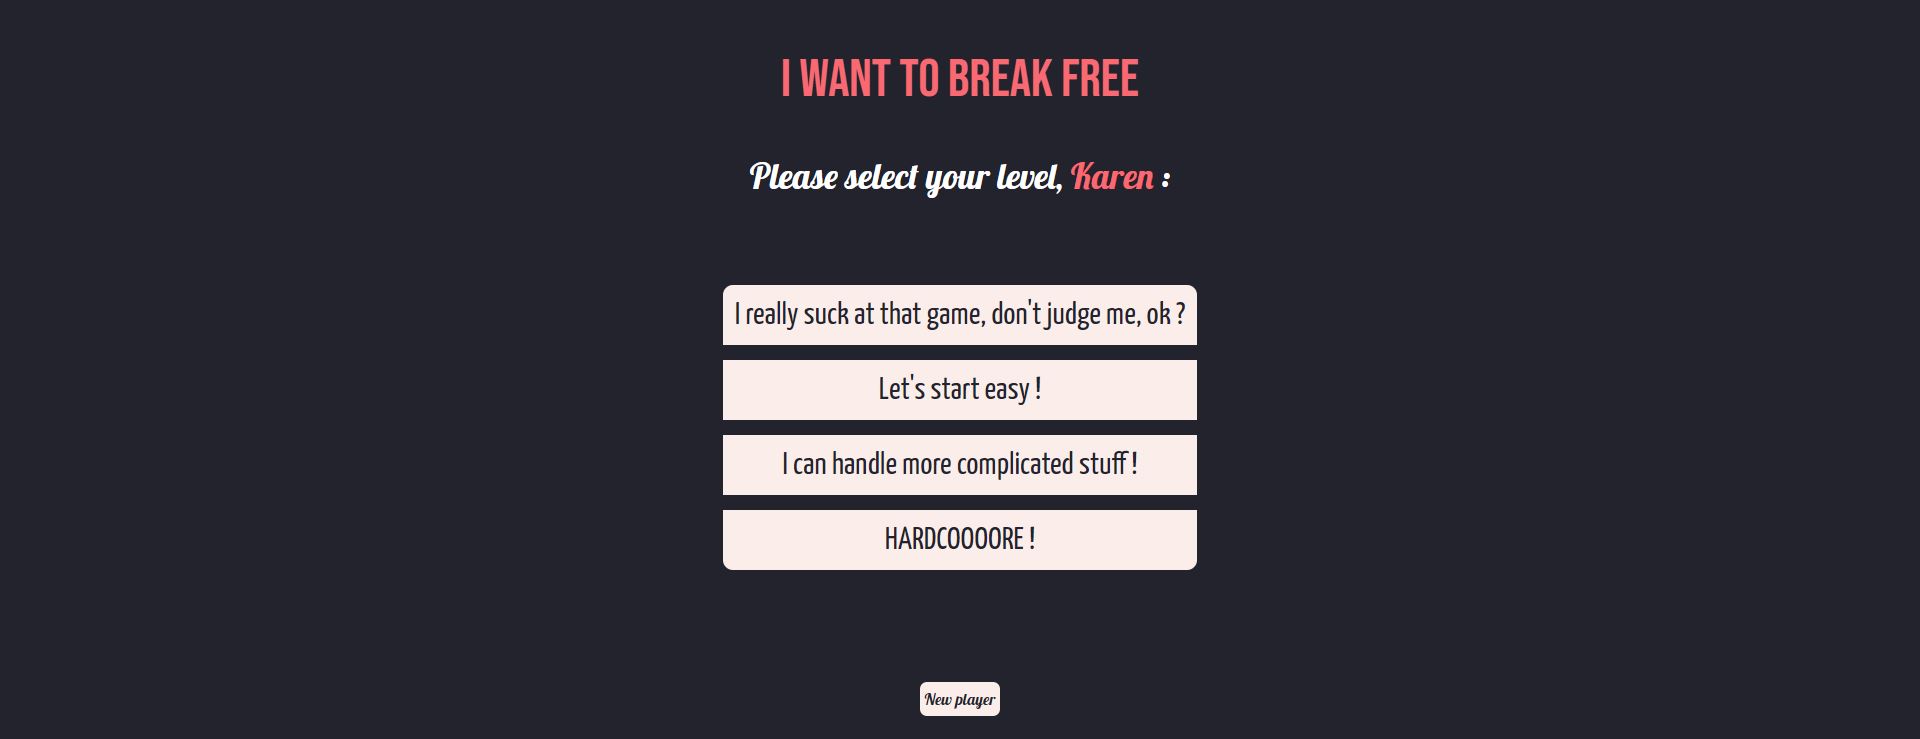 I WANT TO BREAK FREE
Please select your level, Karen :
I really suck at that game, don't judge me, ok ?
Let's start easy !
I can handle more complicated stuff !
HARDCOOOORE !
New player